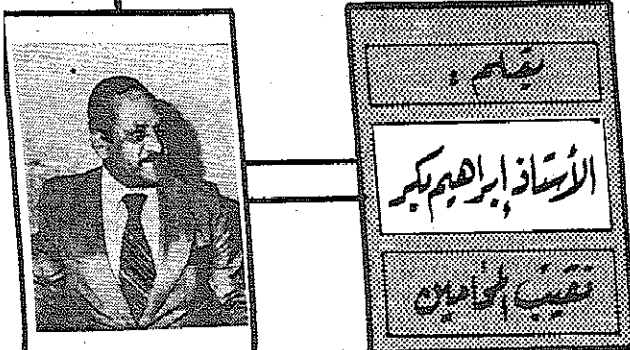 بقلم :
الأستاذ إبراهيم بكر
نقيب المحامين